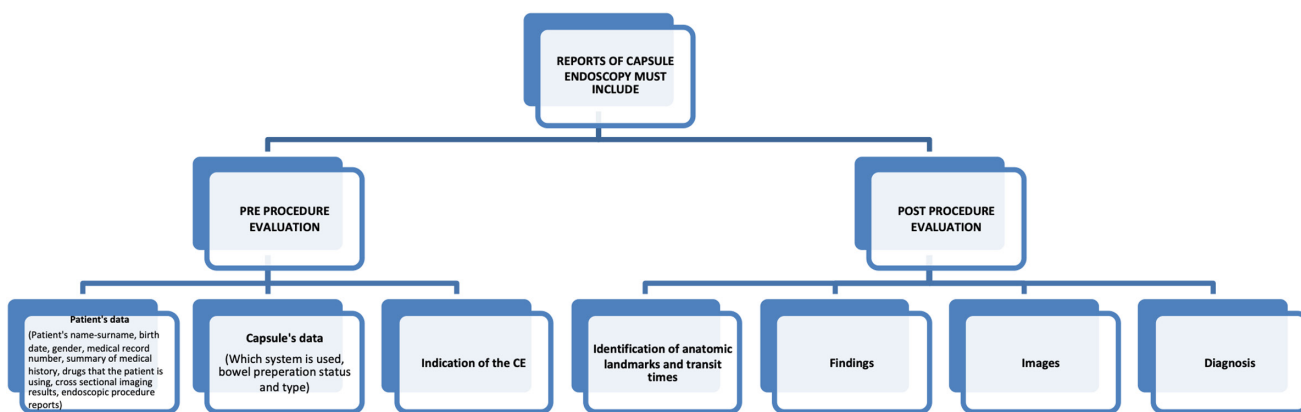 REPORTS OF CAPSULE
ENDOSCOPY MUST
INCLUDE
PRE PROCEDURE
EVALUATION
POST PROCEDURE
EVALUATION
Patient's data
(Patient's name-surname, birth
date, gender, medical record
number, summary of medical
history, drugs that the patient is
using, cross sectional imaging
results, endoscopic procedure
reports)
Capsule's data
(Which system is used,
bowel preperation status
and type)
Indication of the CE
Identification of anatomic
landmarks and transit
times
Findings
Images
Diagnosis